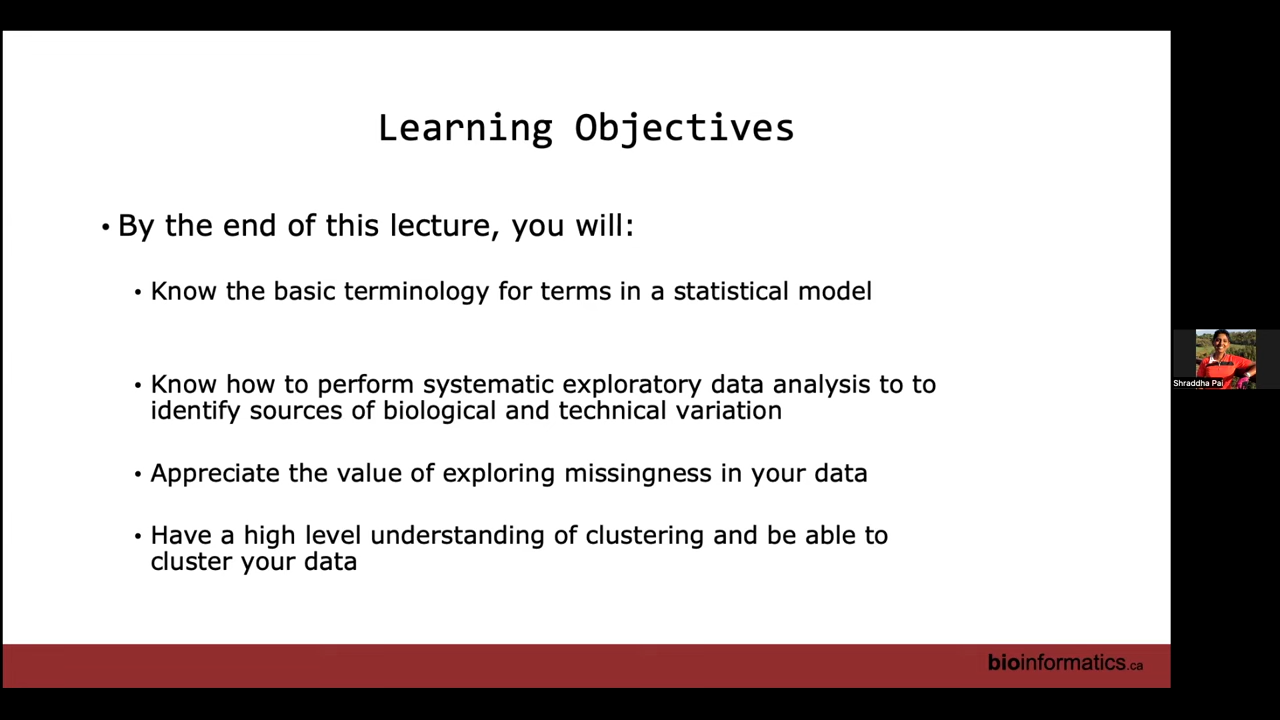 Learning Objectives
• By the end of this lecture, you will:
• Know the basic terminology for terms in a statistical model
• Know how to perform systematic exploratory data analysis to to
identify sources of biological and technical variation
• Appreciate the value of exploring missingness in your data
• Have a high level understanding of clustering and be able to
cluster your data
Shraddha Pai
bioinformatics.ca